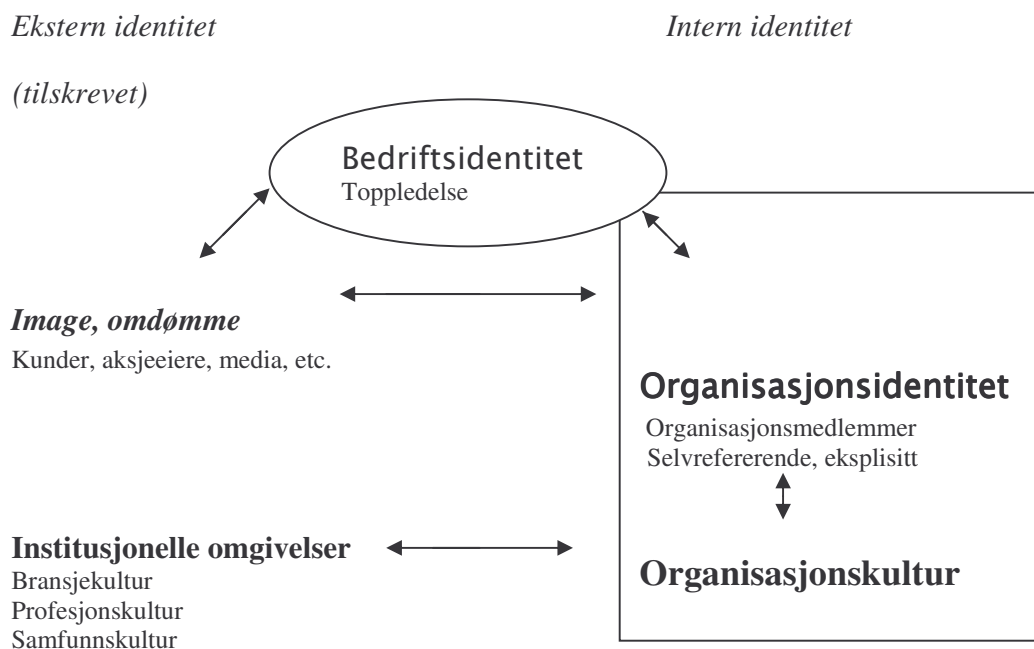 Ekstern identitet
Intern identitet
(tilskrevet)
Bedriftsidentitet
Toppledelse
Image, omdømme
Kunder, aksjeeiere, media, etc.
Organisasjonsidentitet
Organisasjonsmedlemmer
Selvrefererende, eksplisitt
Institusjonelle omgivelser
Bransjekultur
Profesjonskultur
Samfunnskultur
Organisasjonskultur